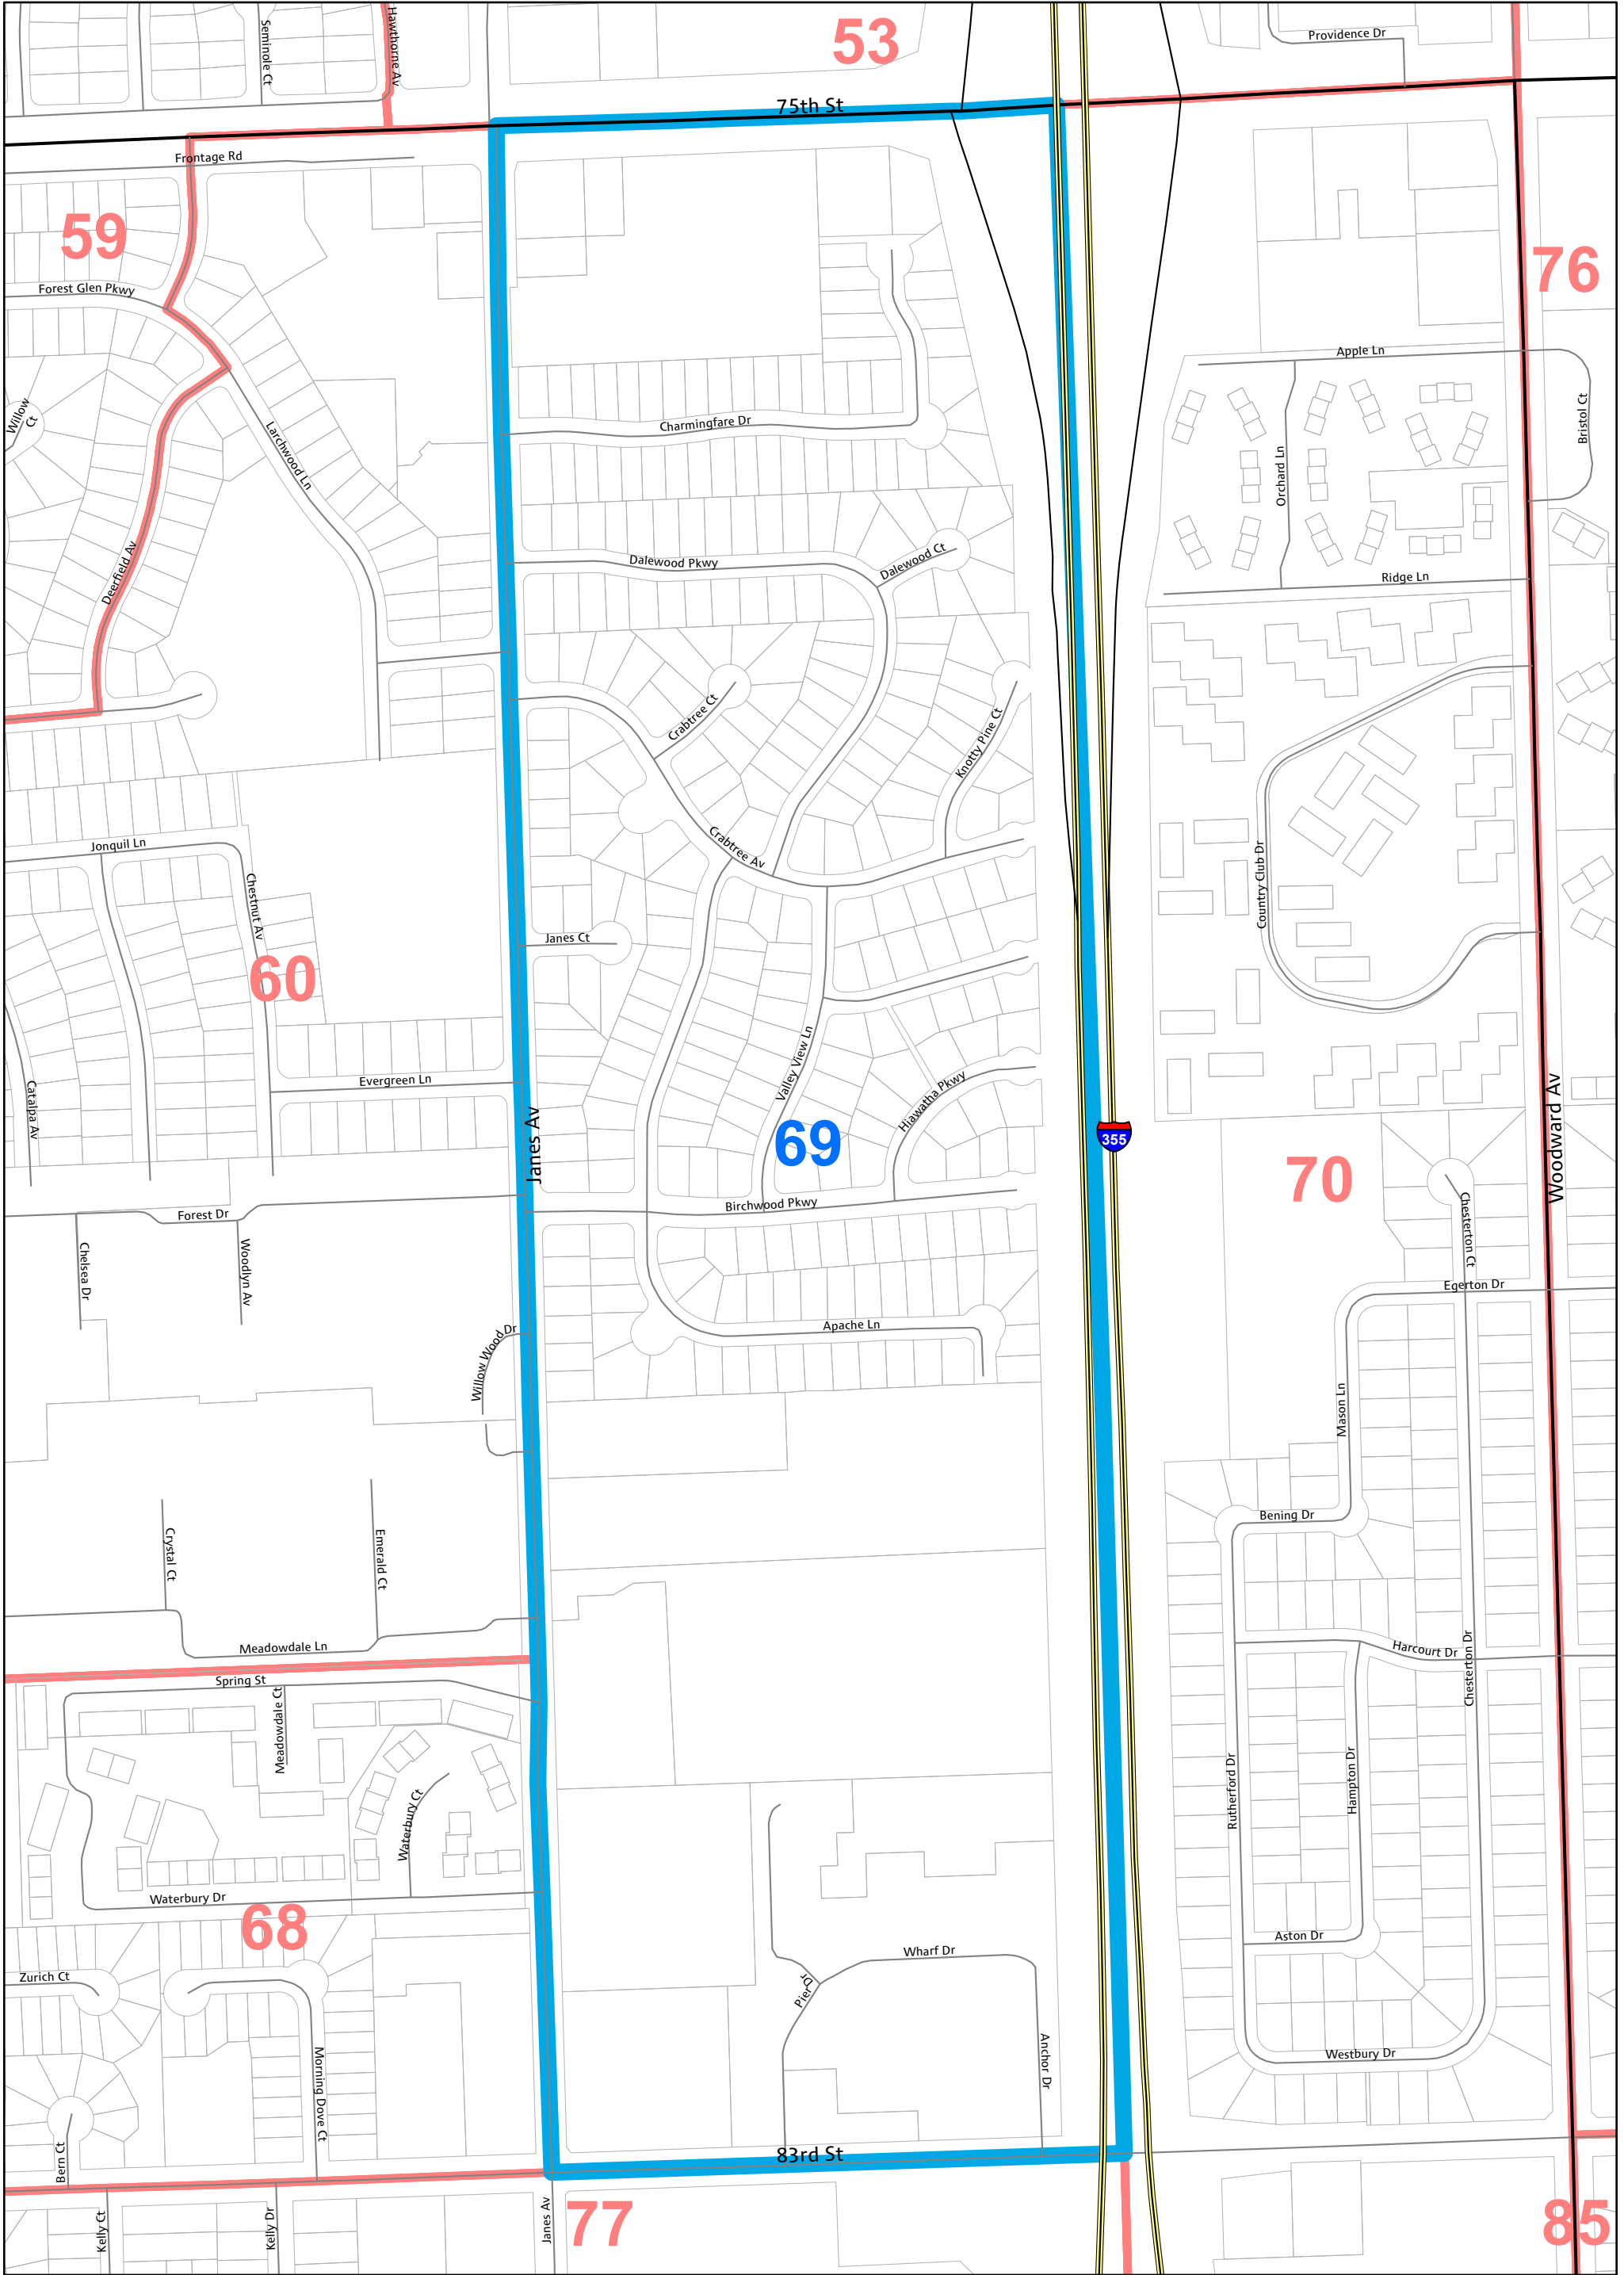 Seminole Ct
Hawthorne Av
53
Providence Dr
75th St
Frontage Rd
59
76
Forest Glen Pkwy
Apple Ln
Willow
Ct
Bristol Ct
Charmingfare Dr
Larchwood Ln
Orchard Ln
Deerfield Av
Dalewood Pkwy
Dalewood Ct
Ridge Ln
Crabtree Ct
Knotty Pine Ct
Crabtree Av
Jonquil Ln
Chestnut Av
Country Club Dr
Janes Ct
60
Valley View Ln
Evergreen Ln
Hiawatha Pkwy
Catalpa Av
Janes Av
69
355
70
Woodward Av
Birchwood Pkwy
Forest Dr
Chelsea Dr
Woodlyn Av
Chesterton Ct
Egerton Dr
Apache Ln
Willow Wood Dr
Mason Ln
Bening Dr
Crystal Ct
Emerald Ct
Meadowdale Ln
Harcourt Dr
Chesterton Dr
Spring St
Meadowdale Ct
Waterbury Ct
Rutherford Dr
Hampton Dr
Waterbury Dr
68
Aston Dr
Wharf Dr
Zurich Ct
Pier Dr
Anchor Dr
Westbury Dr
Morning Dove Ct
Bern Ct
83rd St
Kelly Ct
Kelly Dr
Janes Av
77
85